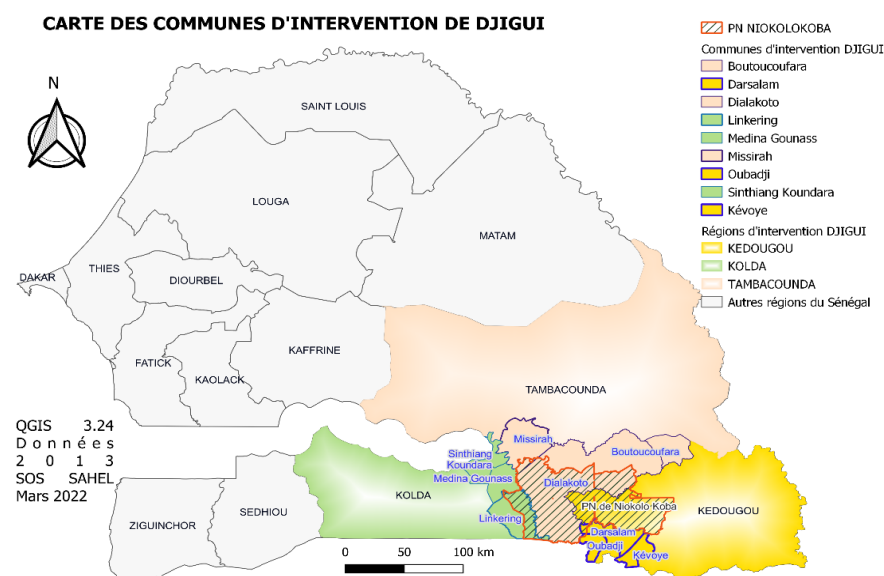 CARTE DES COMMUNES D'INTERVENTION DE DJIGUI
PN NIOKOLOKOBA
Communes d'intervention DJIGUI
Boutoucoufara
Darsalam
Dialakoto
Linkering
Medina Gounass
Missirah
Oubadji
Sinthiang Koundara
Kévoye
Régions d'intervention DJIGUI
KEDOUGOU
KOLDA
TAMBACOUNDA
Autres régions du Sénégal
N
SAINT LOUIS
LOUGA
MATAM
THIES
DAKAR
DIOURBEL
FATICK
KAOLACK
KAFFRINE
TAMBACOUNDA
Missirah
Boutoucoufara
Sinthiang
Koundara
Medina Gounass
Dialakoto
KOLDA
PN de Niokolo Koba
KEDOUGOU
Linkering
Darsalam
Oubadji
Kévoye
ZIGUINCHOR
SEDHIOU
QGIS 3.24
Données
2013
SOS SAHEL
Mars 2022
0 50 100 km